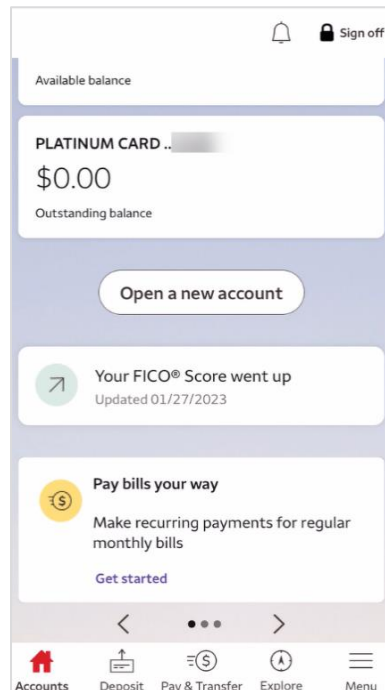 Sign off
Available balance
PLATINUM CARD ..
$0.00
Outstanding balance
Open a new account
Your FICO® Score went up
Updated 01/27/2023
Pay bills your way
Make recurring payments for regular
monthly bills
Get started
Accounts Deposit Pay & Transfer Explore Menu